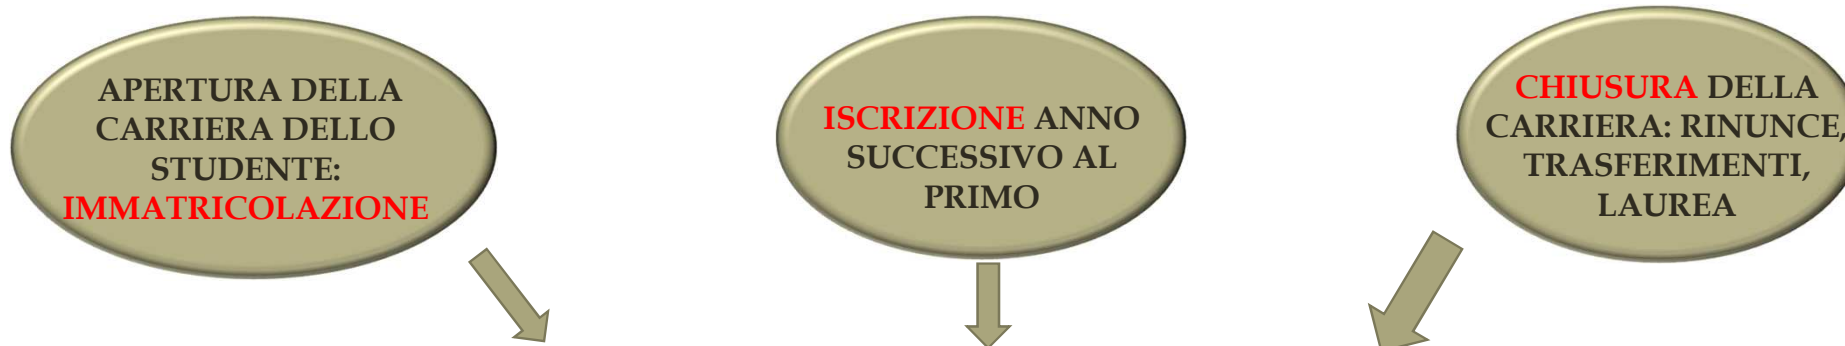 APERTURA DELLA
CARRIERA DELLO
STUDENTE:
IMMATRICOLAZIONE
ISCRIZIONE ANNO
SUCCESSIVO AL
PRIMO
CHIUSURA DELLA
CARRIERA: RINUNCE,
TRASFERIMENTI,
LAUREA